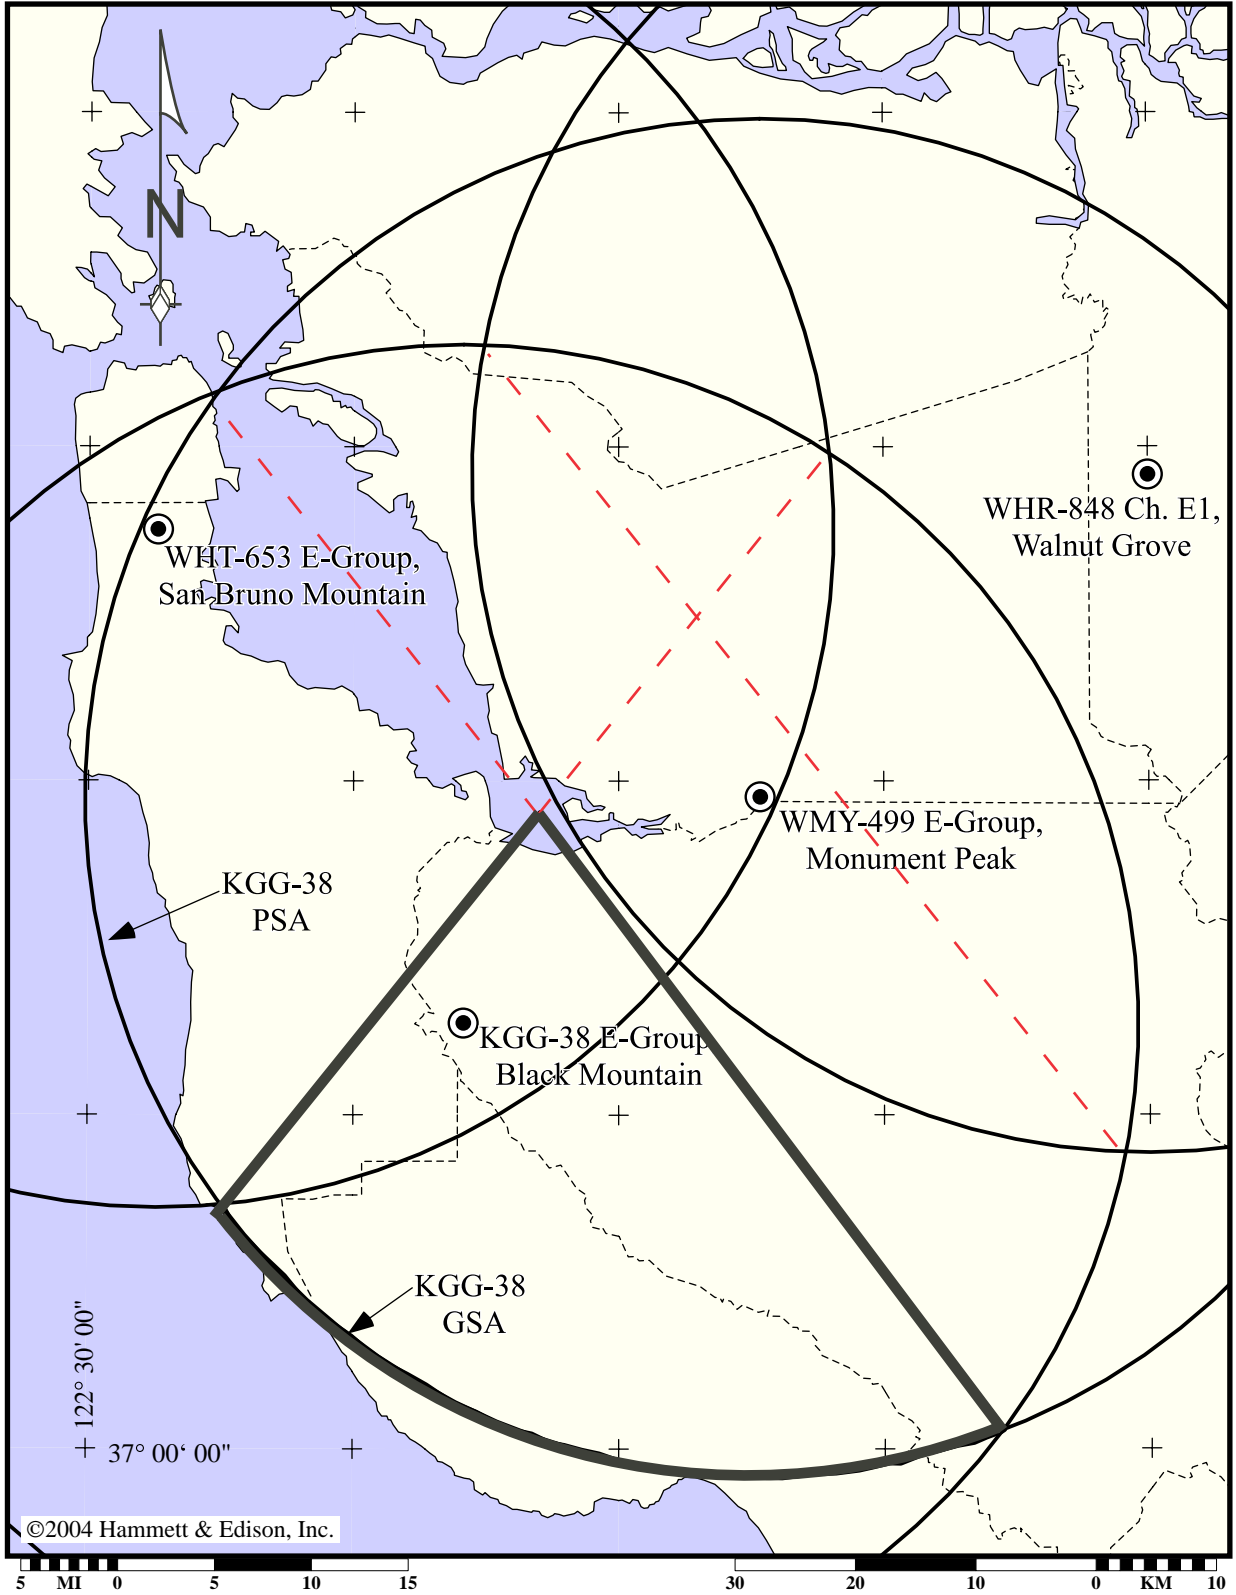 N
WHR-848 Ch. E1,
Walnut Grove
WHT-653 E-Group,
San Bruno Mountain
WMY-499 E-Group,
Monument Peak
KGG-38
PSA
KGG-38 E-Group
Black Mountain
KGG-38
GSA
122° 30' 00"
37° 00‘ 00"
©2004 Hammett & Edison, Inc.
5 MI 0 5 10 15 30 20 10 0 KM 10